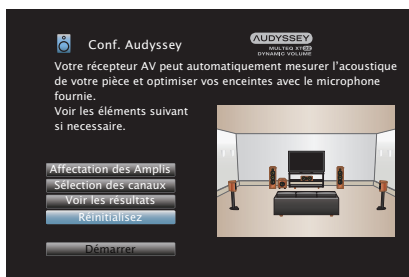 Conf. Audyssey
AUDYSSEY
MULTEQ XT32
DYNAMIC VOLUME
Votre récepteur AV peut automatiquement mesurer l'acoustique
de votre pièce et optimiser vos enceintes avec le microphone
fournie.
Voir les éléments suivant
si necessaire.
Affectation des Amplis
Sélection des canaux
Voir les résultats
Réinitialisez
Démarrer